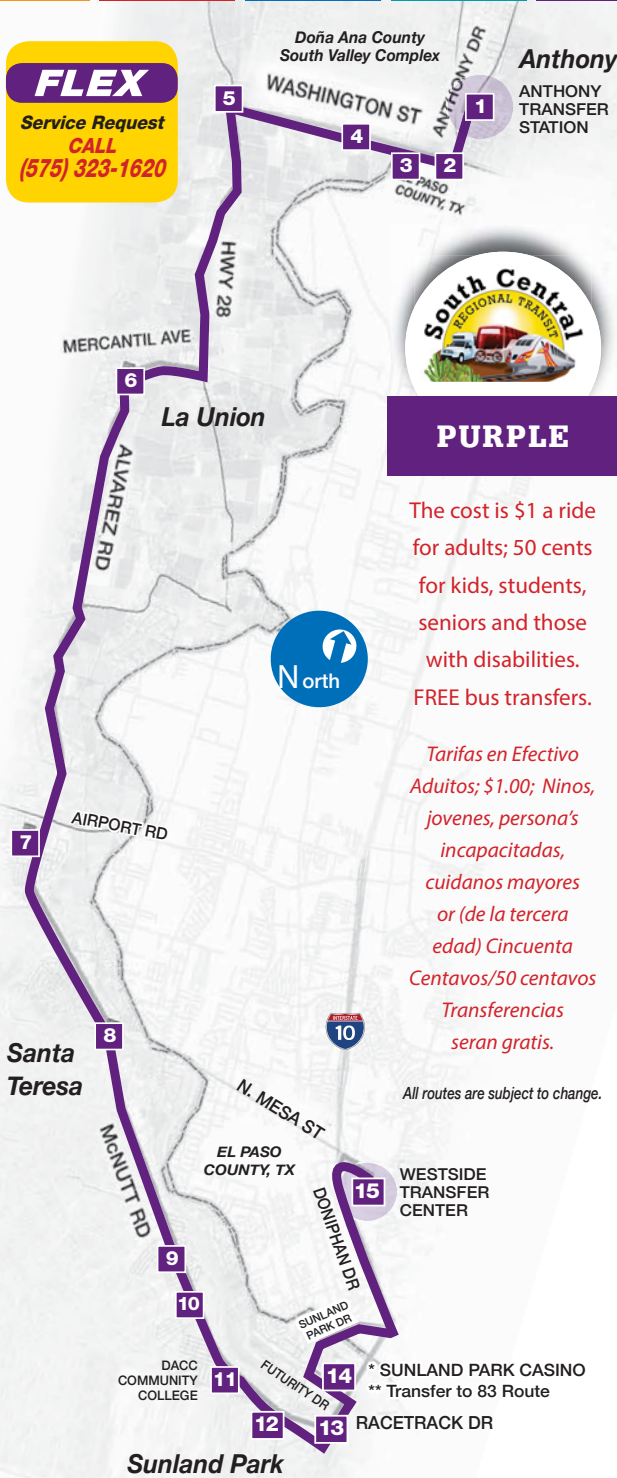 FLEX
Service Request
CALL
(575) 323-1620
Doña Ana County
South Valley Complex
Anthony
ANTHONY
TRANSFER
STATION
ANTHONY DR
WASHINGTON ST
1
2
3
4
5
EL PASO
COUNTY, TX
HWY 28
MERCANTIL AVE
6
La Union
South Central
REGIONAL TRANSIT
PURPLE
The cost is $1 a ride
for adults; 50 cents
for kids, students,
seniors and those
with disabilities.
FREE bus transfers.
Tarifas en Efectivo
Aduitos; $1.00; Ninos,
jovenes, persona's
incapacitadas,
cuidanos mayores
or (de la tercera
edad) Cincuenta
Centavos/50 centavos
Transferencias
seran gratis.
All routes are subject to change.
ALVAREZ RD
North
AIRPORT RD
7
INTERSTATE
10
8
Santa
Teresa
N. MESA ST
McNUTT RD
EL PASO
COUNTY, TX
15
WESTSIDE
TRANSFER
CENTER
DONIPHAN DR
9
10
SUNLAND
PARK DR
DACC
COMMUNITY
COLLEGE
11
FUTURITY DR
14
* SUNLAND PARK CASINO
** Transfer to 83 Route
12
13
RACETRACK DR
Sunland Park